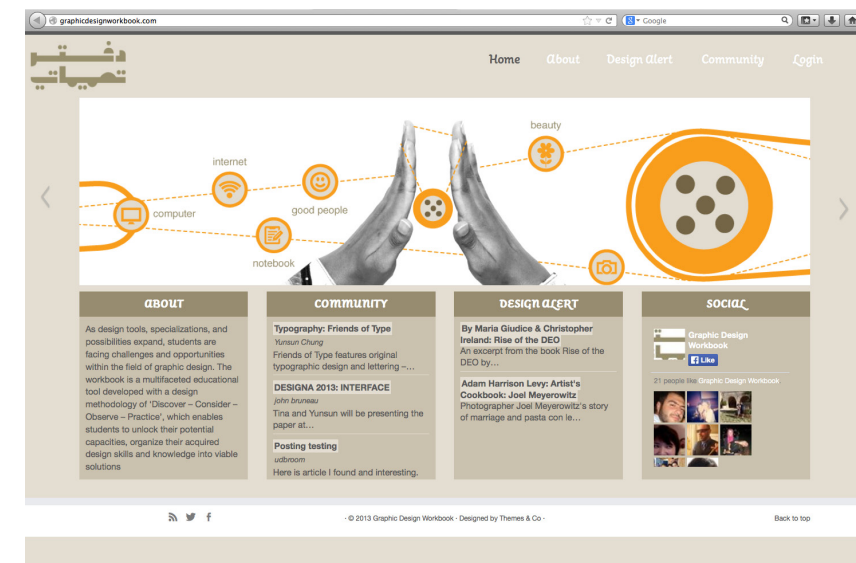 graphicdesignworkbook.com
Google
دفتر
Home About Design Alert Community Login
beauty
internet
computer
good people
notebook
ABOUT
As design tools, specializations, and
possibilities expand, students are
facing challenges and opportunities
within the field of graphic design. The
workbook is a multifaceted educational
tool developed with a design
methodology of ‘Discover – Consider –
Observe – Practice’, which enables
students to unlock their potential
capacities, organize their acquired
design skills and knowledge into viable
solutions
COMMUNITY
Typography: Friends of Type
Yunsun Chung
Friends of Type features original
typographic design and lettering –…
DESIGNA 2013: INTERFACE
john bruneau
Tina and Yunsun will be presenting the
paper at…
Posting testing
udbroom
Here is article I found and interesting.
DESIGN ALERT
By Maria Giudice & Christopher
Ireland: Rise of the DEO
An excerpt from the book Rise of the
DEO by…
Adam Harrison Levy: Artist's
Cookbook: Joel Meyerowitz
Photographer Joel Meyerowitz's story
of marriage and pasta con le…
SOCIAL
Graphic Design
Workbook
Like
21 people like Graphic Design Workbook.
· © 2013 Graphic Design Workbook · Designed by Themes & Co ·
Back to top